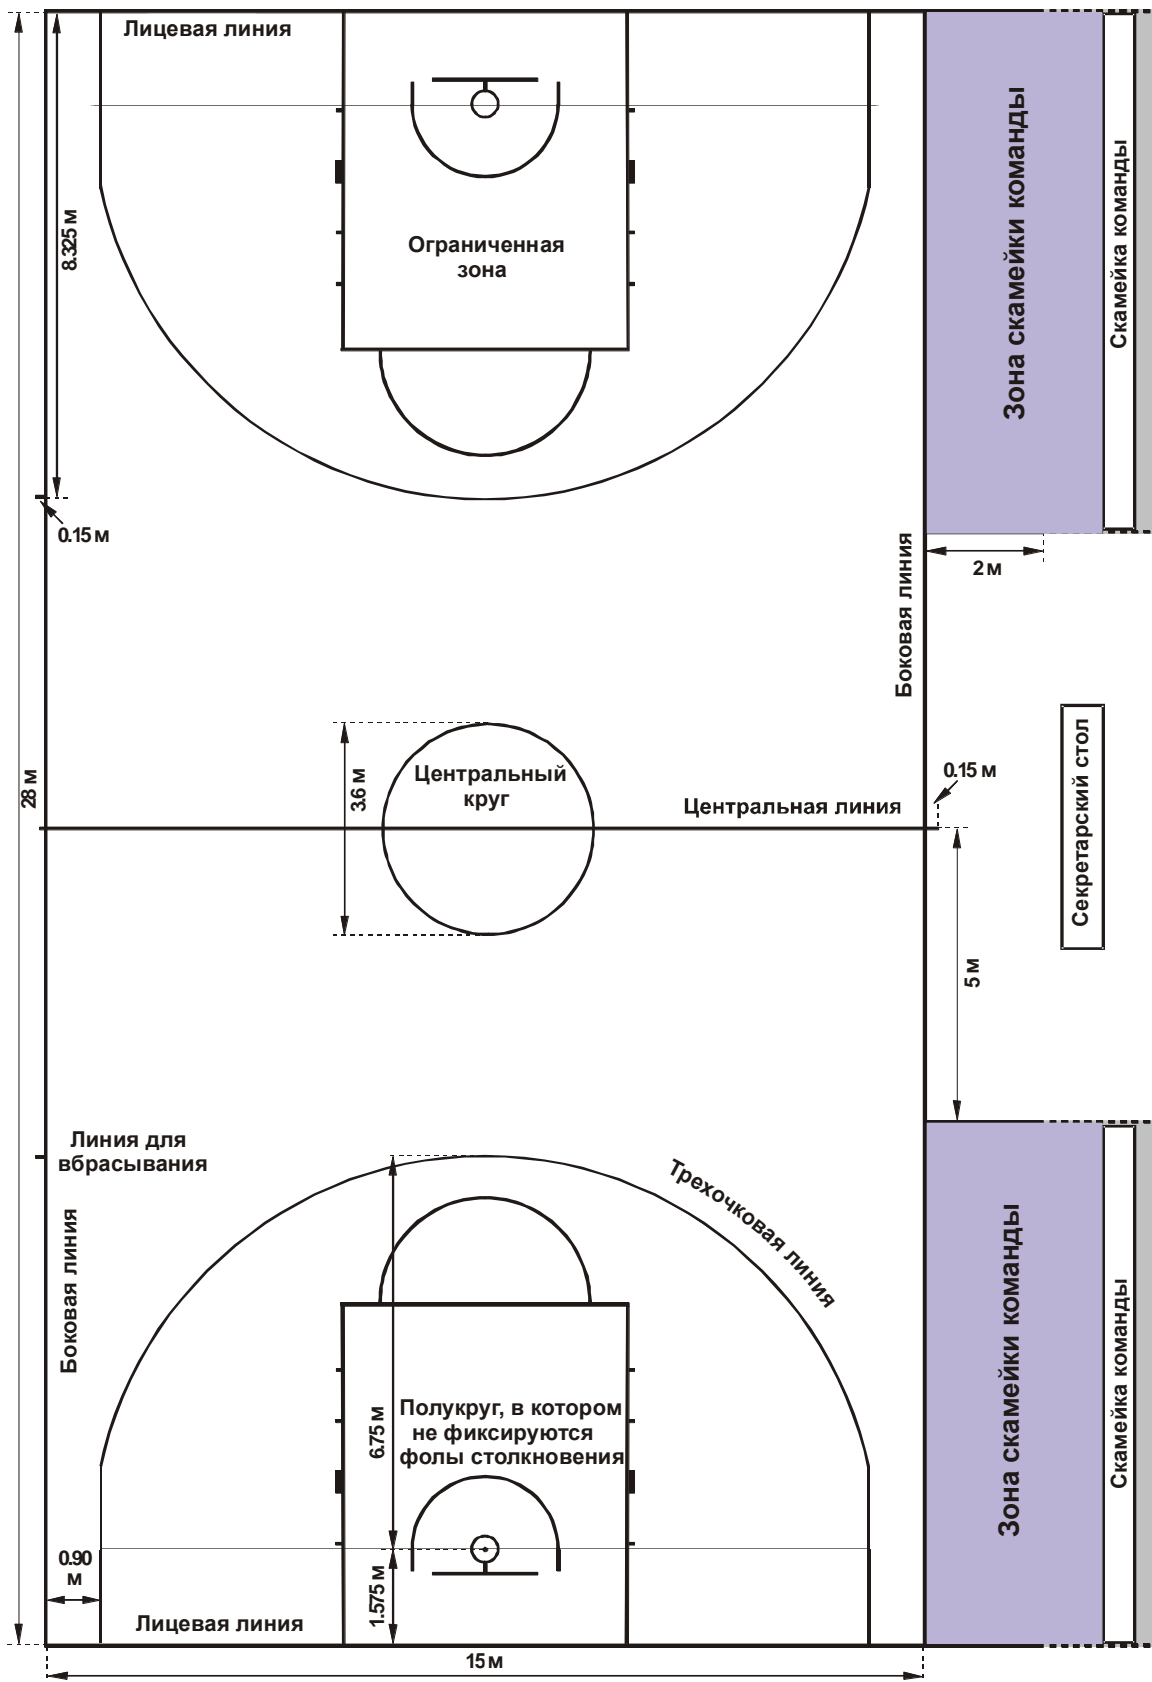 Лицевая линия
Зона скамейки команды
Скамейка команды
8.325 м
Ограниченная
зона
0.15 м
2 м
Боковая линия
28 м
3.6 м
Центральный
круг
Центральная линия
0.15 м
Секретарский стол
5 м
Линия для
вбрасывания
Трехочковая линия
Боковая линия
Зона скамейки команды
Скамейка команды
6.75 м
Полукруг, в котором
не фиксируются
фолы столкновения
0.90
м
1.575 м
Лицевая линия
15 м